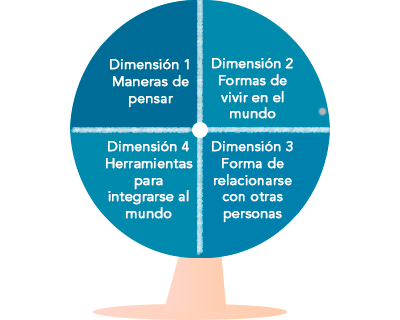 Dimensión 1
Maneras de
pensar
Dimensión 2
Formas de
vivir en el
mundo
Dimensión 4
Herramientas
para
integrarse al
mundo
Dimensión 3
Forma de
relacionarse
con otras
personas